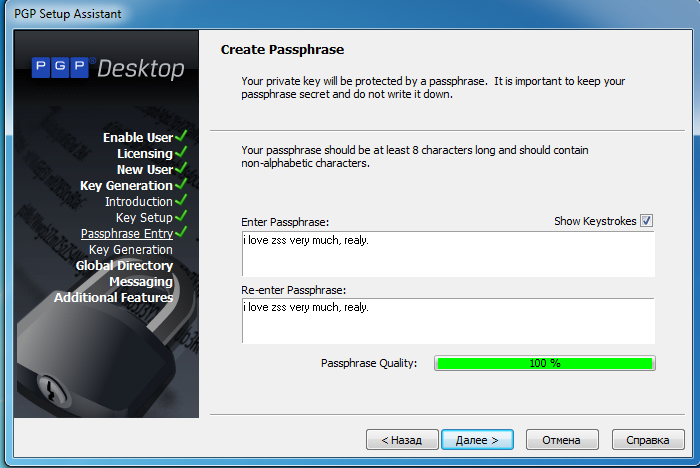 PGP Setup Assistant
PGP® Desktop
Enable User
Licensing
New User
Key Generation
Introduction
Key Setup
Passphrase Entry
Key Generation
Global Directory
Messaging
Additional Features
Create Passphrase
Your private key will be protected by a passphrase. It is important to keep your
passphrase secret and do not write it down.
Your passphrase should be at least 8 characters long and should contain
non-alphabetic characters.
Enter Passphrase:
Show Keystrokes
i love zss very much, realy.
Re-enter Passphrase:
i love zss very much, realy.
Passphrase Quality:
100 %
< Назад
Далее >
Отмена
Справка